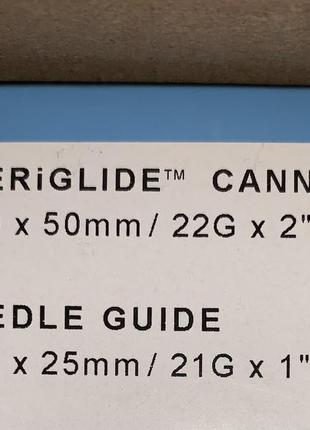 ERiGLIDE™ CANN
x 50mm/ 22G x 2"
EDLE GUIDE
x 25mm/ 21G x 1"